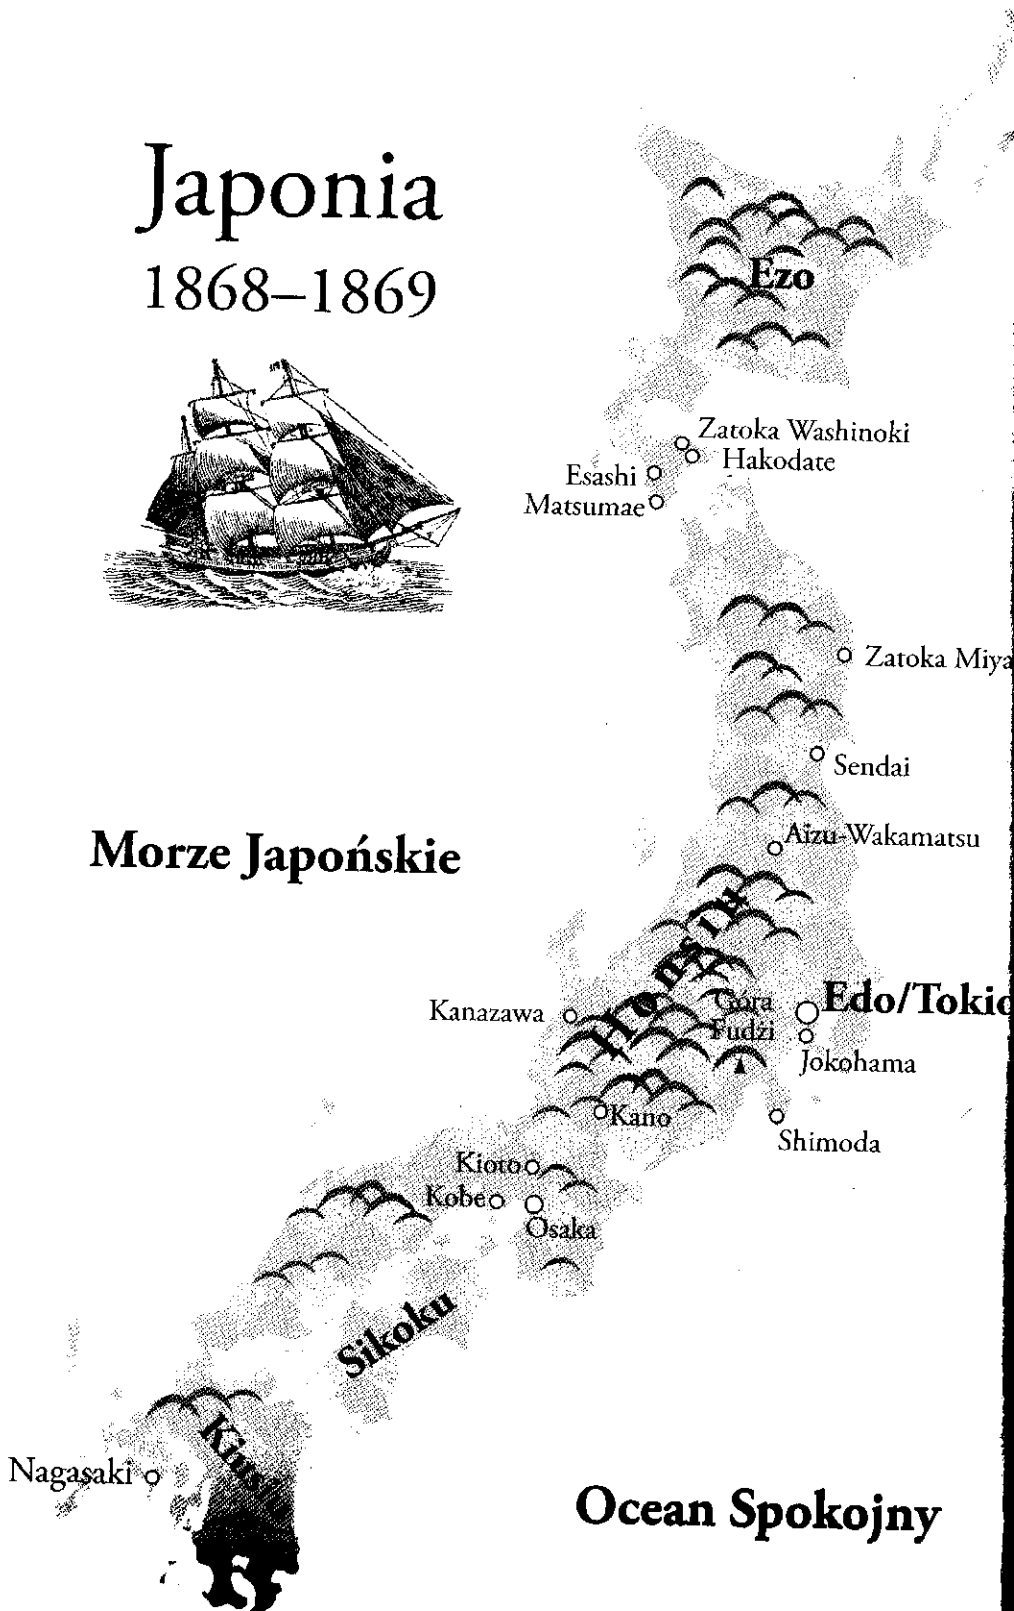 Japonia
1868–1869
Ezo
Zatoka Washinoki
Hakodate
Esashi
Matsumae
Zatoka Miya
Sendai
Morze Japońskie
Aizu-Wakamatsu
Honsiu
Kanazawa
Góra
Fudżi
Edo/Tokio
Jokohama
Kano
Shimoda
Kioto
Kobe
Osaka
Sikoku
Kiusiu
Nagasaki
Ocean Spokojny